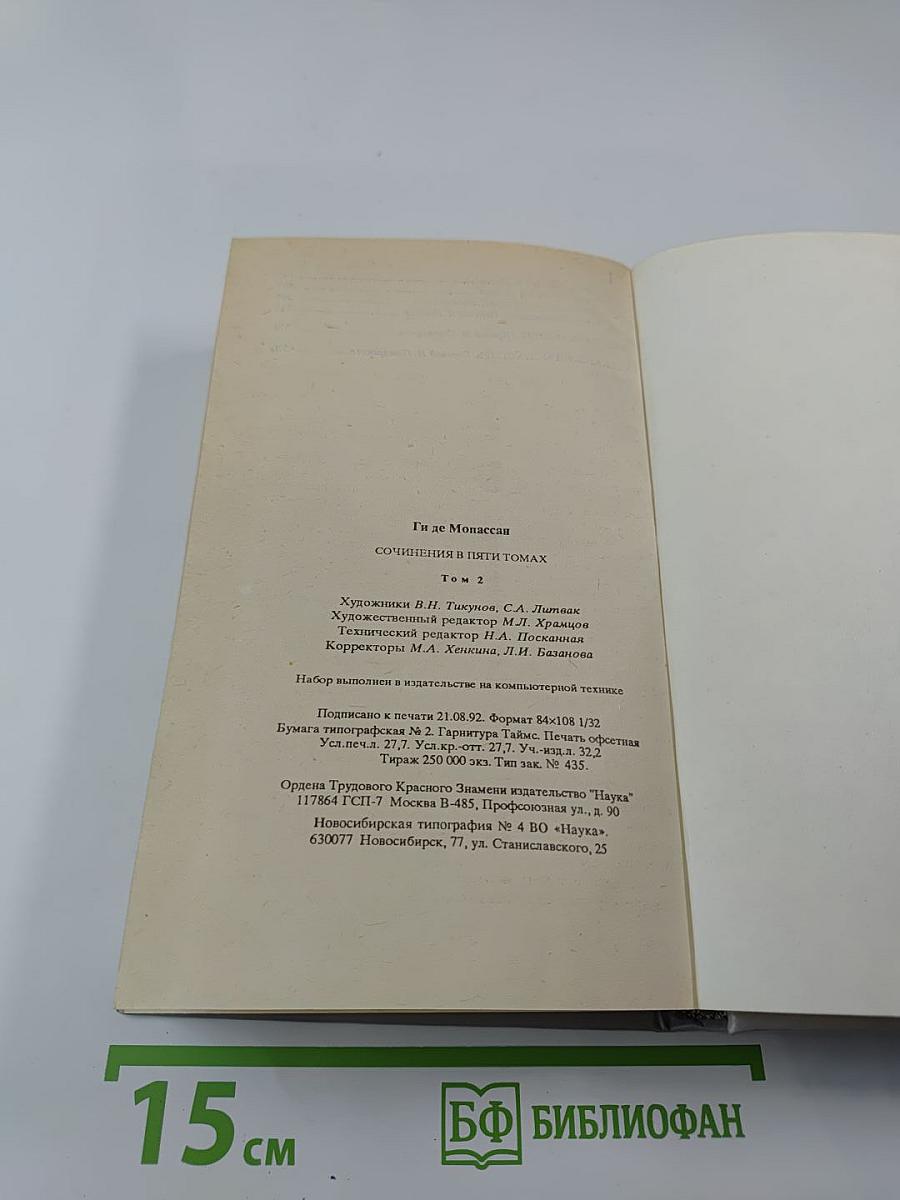 Ги де Мопассан
СОЧИНЕНИЯ В ПЯТИ ТОМАХ
Том 2
Художники В.Н. Тикунов, С.А. Литвак
Художественный редактор М.Л. Храмцов
Технический редактор Н.А. Посканная
Корректоры М.А. Хенкина, Л.И. Базанова
Набор выполнен в издательстве на компьютерной технике
Подписано к печати 21.08.92. Формат 84×108 1/32
Бумага типографская № 2. Гарнитура Таймс. Печать офсетная
Усл.печ.л. 27,7. Усл.кр.-отт. 27,7. Уч.-изд.л. 32,2
Тираж 250 000 экз. Тип зак. № 435.
Ордена Трудового Красного Знамени издательство "Наука"
117864 ГСП-7 Москва В-485, Профсоюзная ул., д. 90
Новосибирская типография № 4 ВО «Наука».
630077 Новосибирск, 77, ул. Станиславского, 25
15 см
БФ БИБЛИОФАН